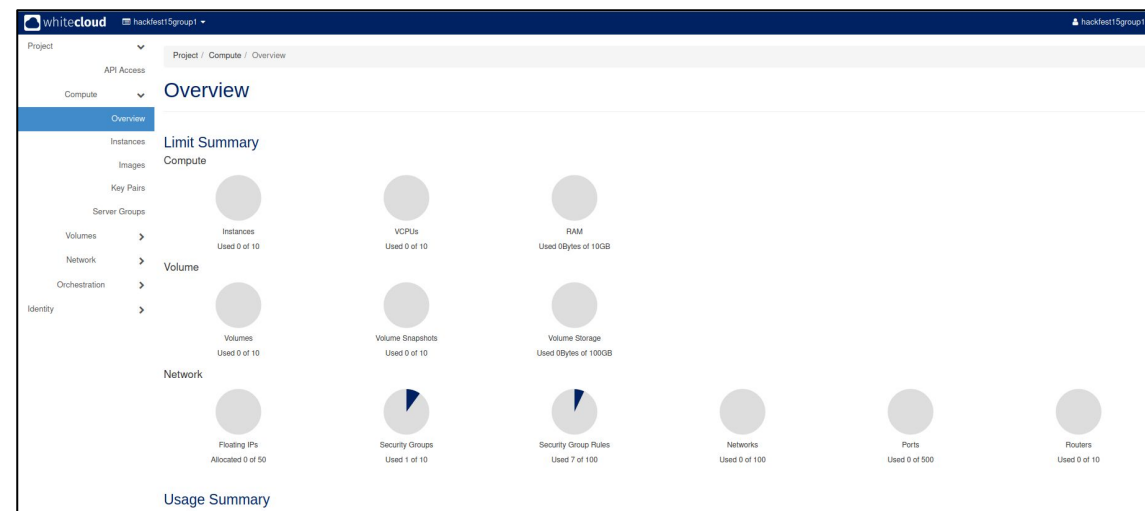 whitecloud hackfest15group1 hackfest15group1
Project
API Access
Compute
Overview
Instances
Images
Key Pairs
Server Groups
Volumes
Network
Orchestration
Identity
Project / Compute / Overview
Overview
Limit Summary
Compute
Instances VCPUs RAM
Used 0 of 10 Used 0 of 10 Used 0Bytes of 10GB
Volume
Volumes Volume Snapshots Volume Storage
Used 0 of 10 Used 0 of 10 Used 0Bytes of 100GB
Network
Floating IPs Security Groups Security Group Rules Networks Ports Routers
Allocated 0 of 50 Used 1 of 10 Used 7 of 100 Used 0 of 100 Used 0 of 500 Used 0 of 10
Usage Summary